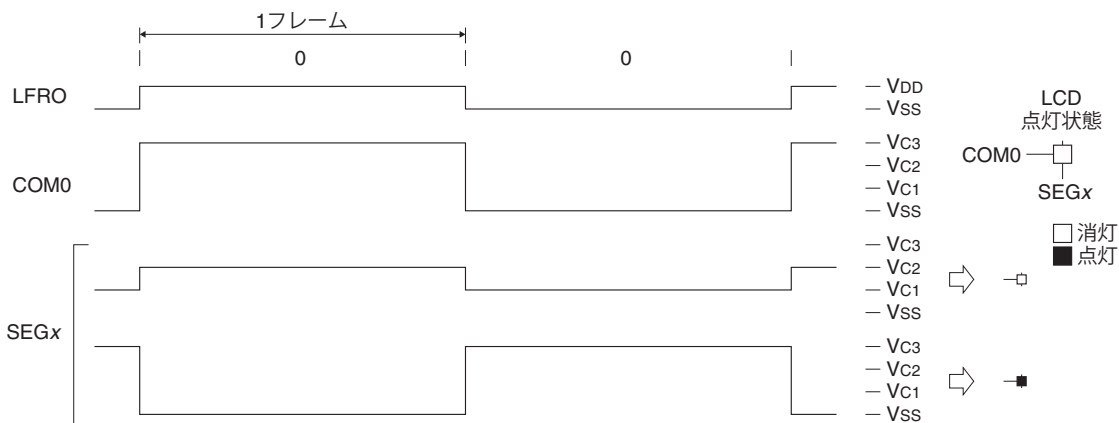 1フレーム
0 0
LFRO
VDD
VSS
COM0
VC3
VC2
VC1
VSS
SEGx
VC3
VC2
VC1
VSS
VC3
VC2
VC1
VSS
LCD
点灯状態
COM0
SEGx
消灯
点灯